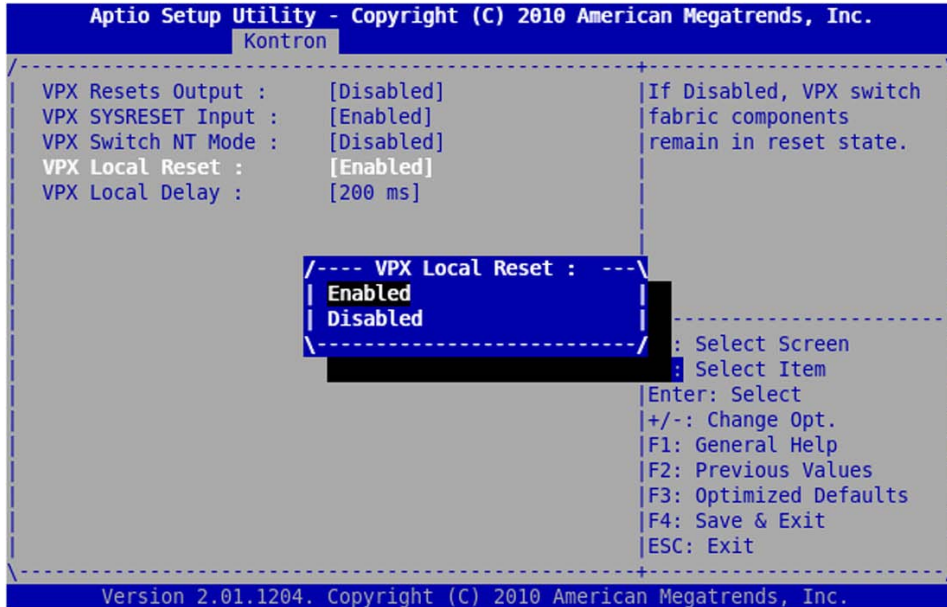 Aptio Setup Utility - Copyright (C) 2010 American Megatrends, Inc.
Kontron
VPX Resets Output : [Disabled]
VPX SYSRESET Input : [Enabled]
VPX Switch NT Mode : [Disabled]
VPX Local Reset : [Enabled]
VPX Local Delay : [200 ms]
If Disabled, VPX switch
fabric components
remain in reset state.
VPX Local Reset :
Enabled
Disabled
: Select Screen
: Select Item
Enter: Select
+/-: Change Opt.
F1: General Help
F2: Previous Values
F3: Optimized Defaults
F4: Save & Exit
ESC: Exit
Version 2.01.1204. Copyright (C) 2010 American Megatrends, Inc.